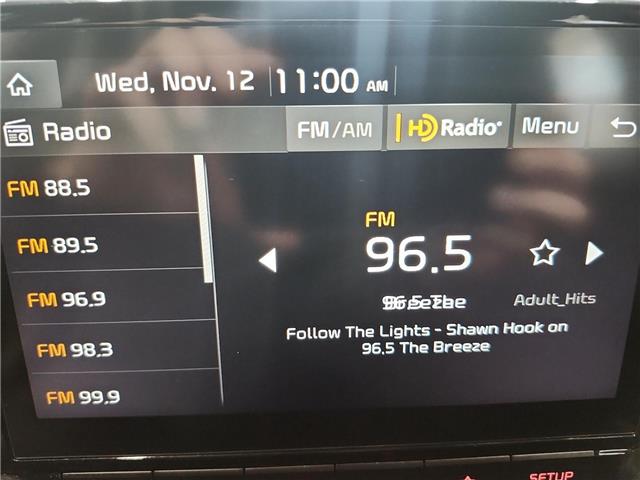 Wed, Nov. 12 11:00 AM
Radio FM/AM HD Radio Menu
FM 88.5
FM 89.5
FM 96.9
FM 98.3
FM 99.9
FM
96.5
Adult_Hits
Follow The Lights - Shawn Hook on
96.5 The Breeze
SETUP